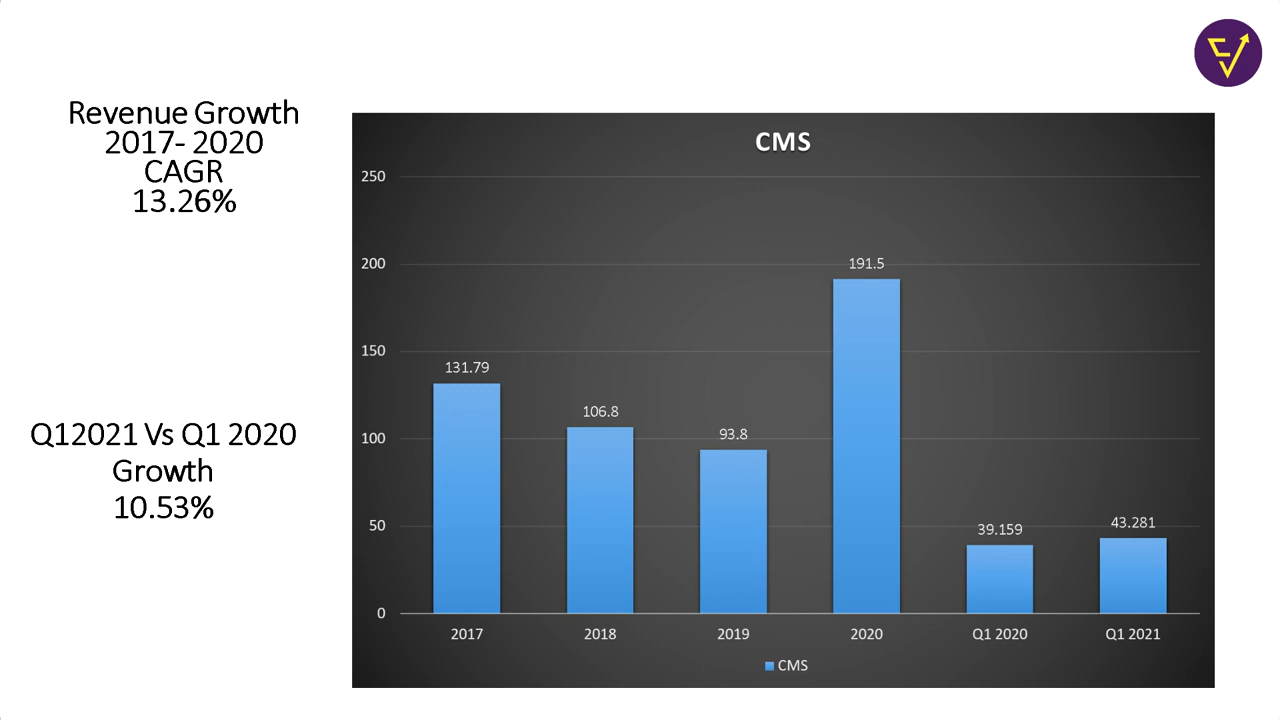 Revenue Growth
2017- 2020
CAGR
13.26%
Q12021 Vs Q1 2020
Growth
10.53%
CMS
250
200
150
100
50
0
131.79
106.8
93.8
191.5
39.159
43.281
2017 2018 2019 2020 Q1 2020 Q1 2021
CMS